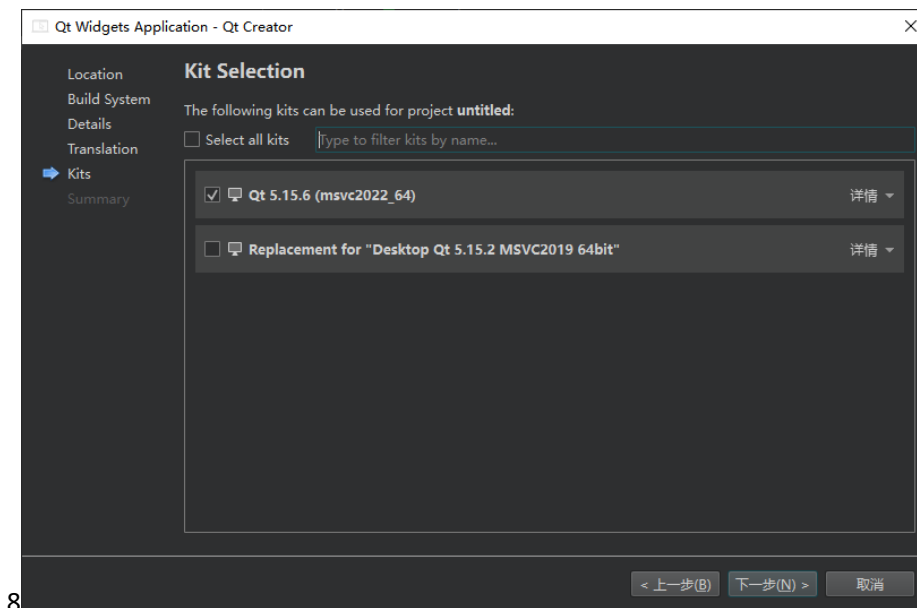 Qt Widgets Application - Qt Creator
Location
Build System
Details
Translation
Kits
Summary
Kit Selection
The following kits can be used for project untitled:
Select all kits
Type to filter kits by name...
Qt 5.15.6 (msvc2022_64)
详情
Replacement for "Desktop Qt 5.15.2 MSVC2019 64bit"
详情
< 上一步(B)
下一步(N) >
取消
8